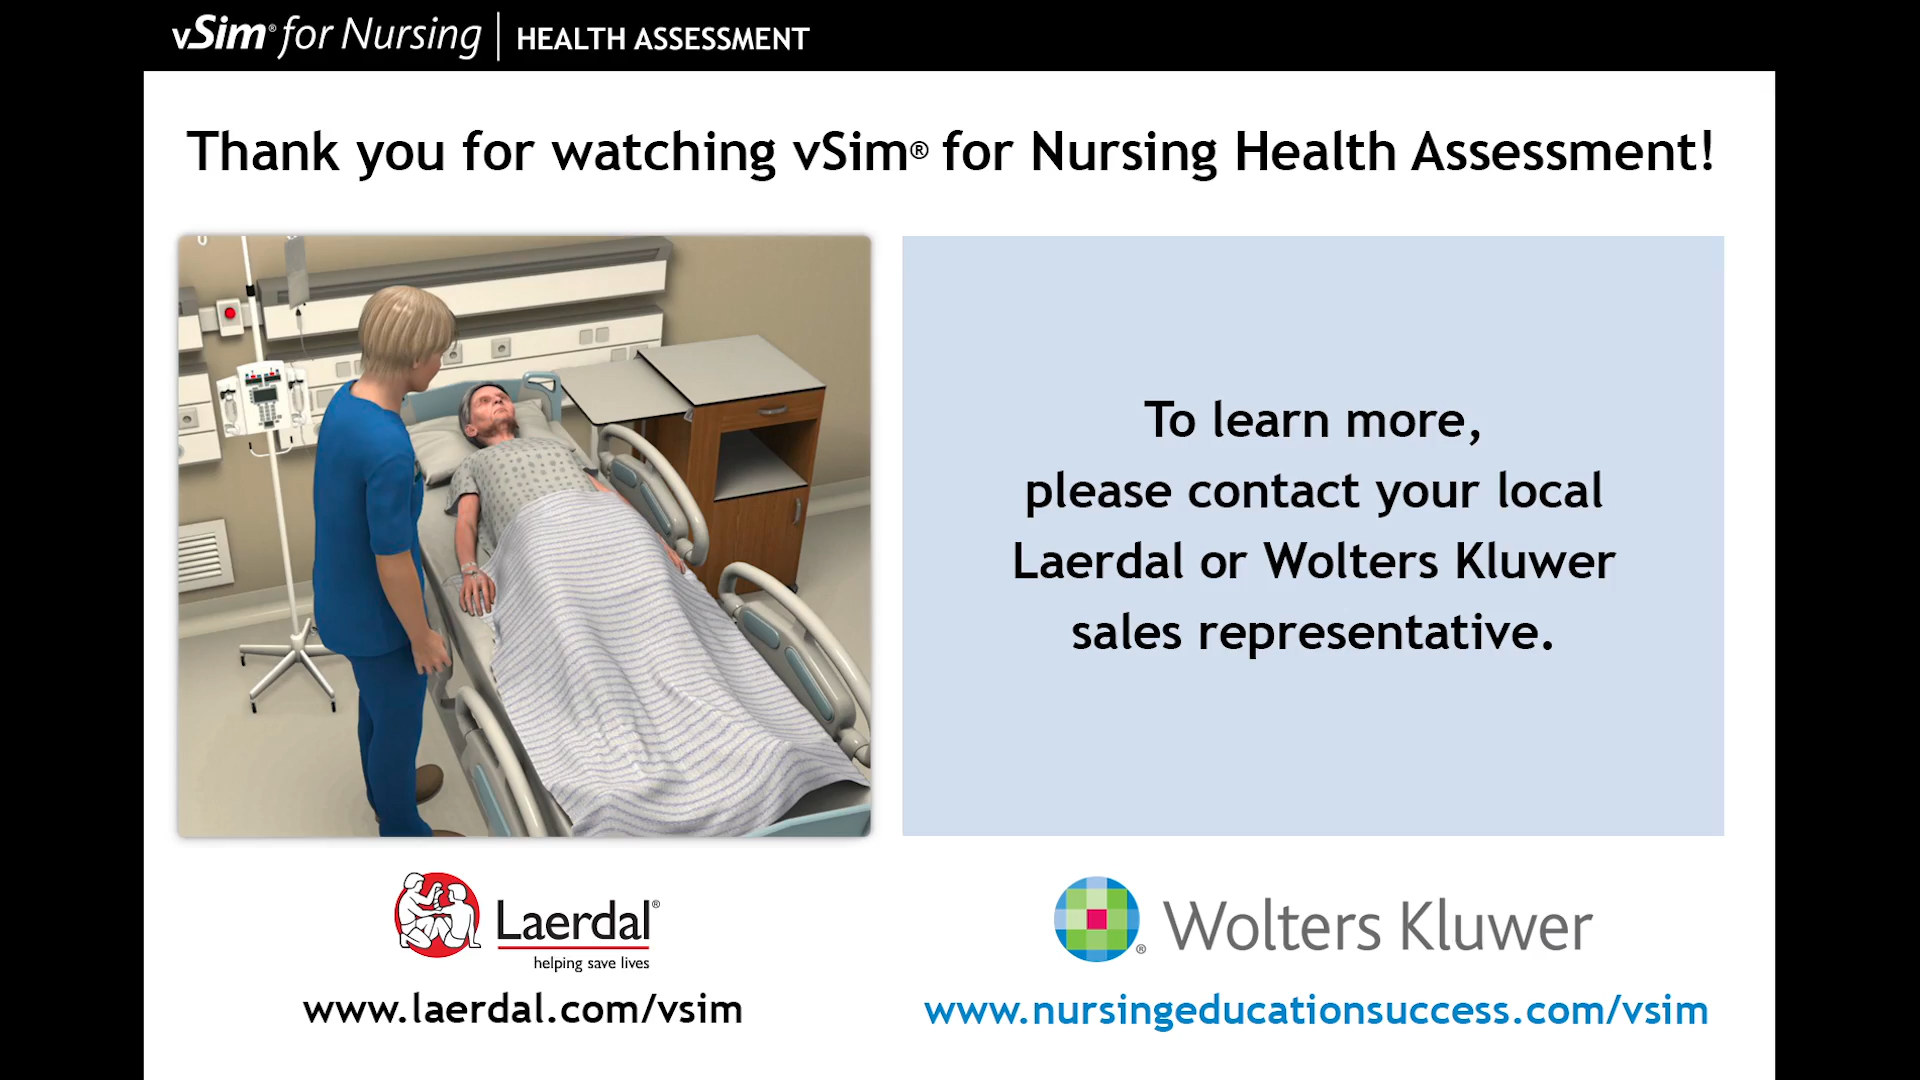 vSim® for Nursing | HEALTH ASSESSMENT
Thank you for watching vSim® for Nursing Health Assessment!
To learn more,
please contact your local
Laerdal or Wolters Kluwer
sales representative.
Laerdal®
helping save lives
www.laerdal.com/vsim
® Wolters Kluwer
www.nursingeducationsuccess.com/vsim